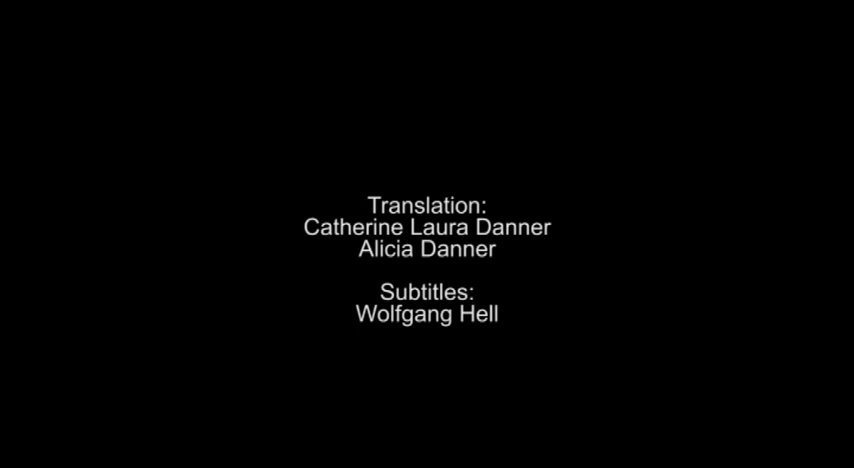 Translation:
Catherine Laura Danner
Alicia Danner
Subtitles:
Wolfgang Hell